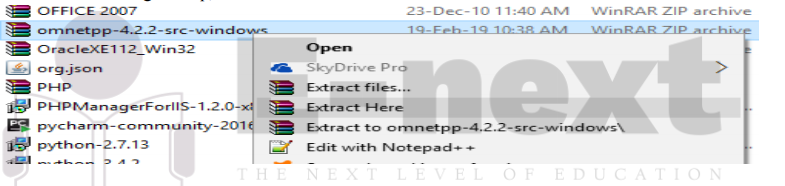 OFFICE 2007 23-Dec-10 11:40 AM WinRAR ZIP archive
omnetpp-4.2.2-src-windows 19-Feb-19 10:38 AM WinRAR ZIP archive
OracleXE112_Win32 Open
org.json SkyDrive Pro >
PHP Extract files...
PHPManagerForIIS-1.2.0-x Extract Here
pycharm-community-2016 Extract to omnetpp-4.2.2-src-windows\
python-2.7.13 Edit with Notepad++
python-3.4.2
E-next
THE NEXT LEVEL OF EDUCATION